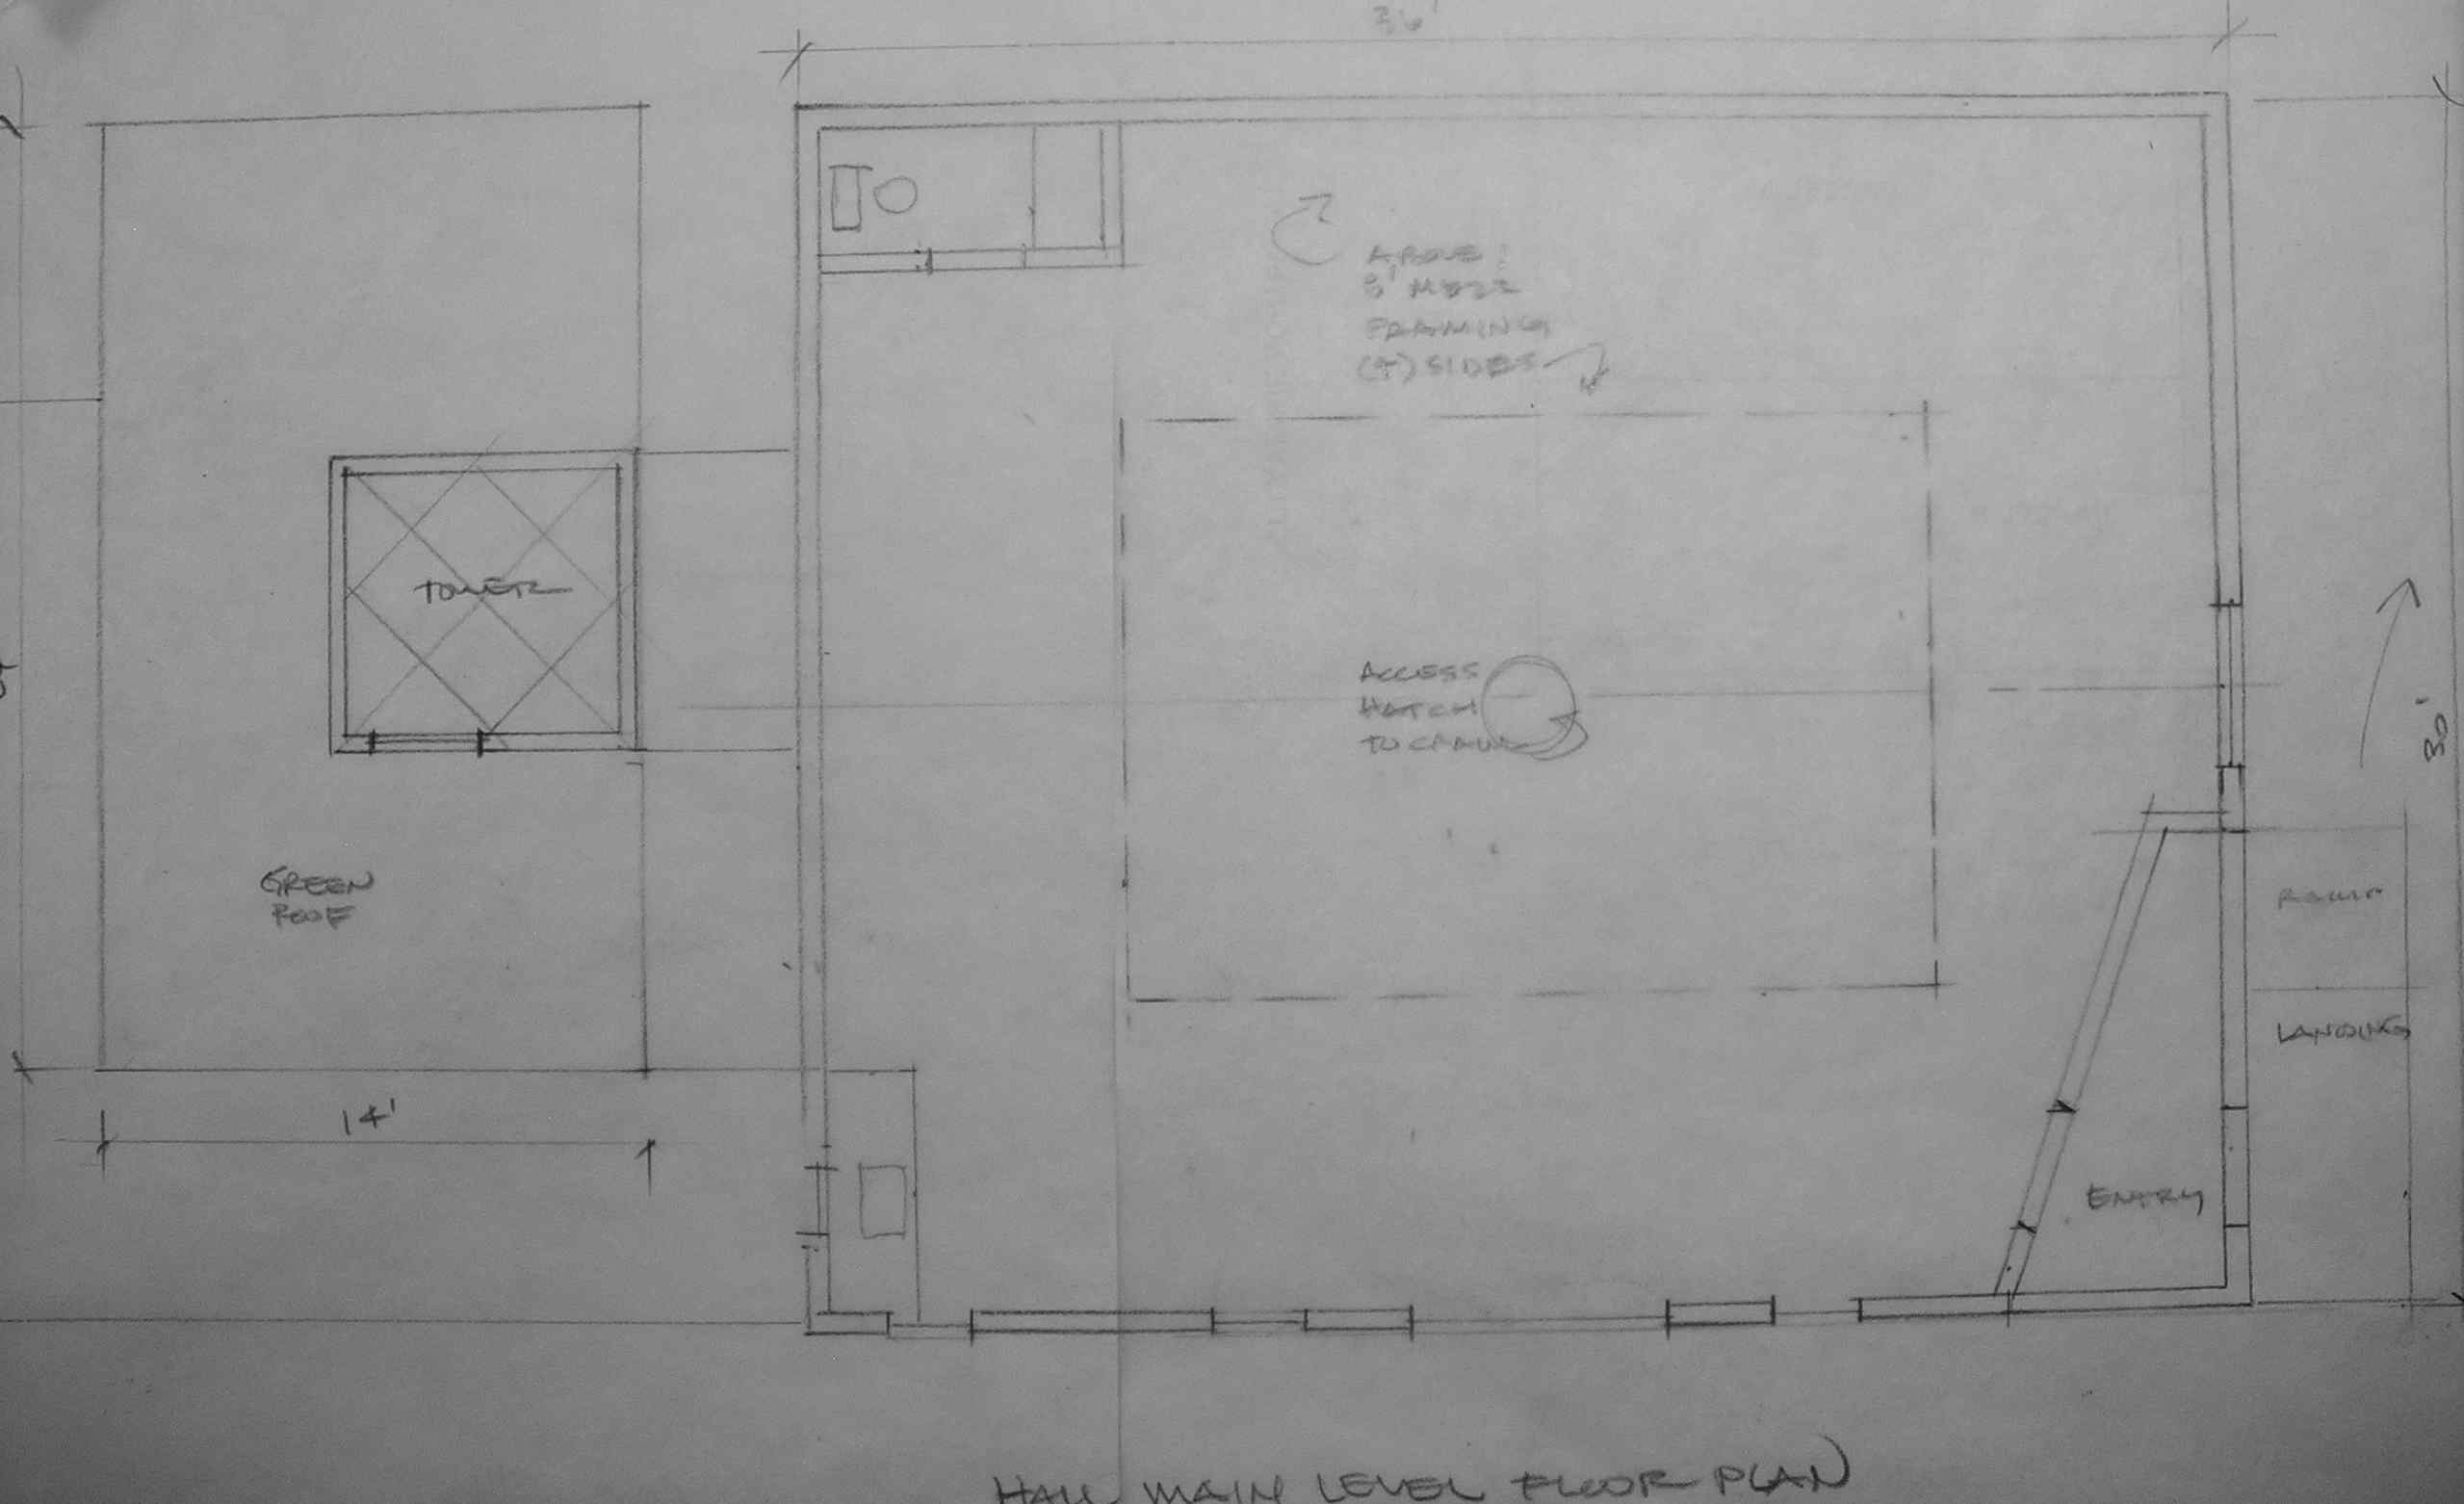 36'
ABOVE:
8' MEZZ
FRAMING
(4) SIDES
TOWER
ACCESS
HATCH
TO CRAWL
30'
GREEN
ROOF
RAMP
LANDING
14'
ENTRY
HALL MAIN LEVEL FLOOR PLAN